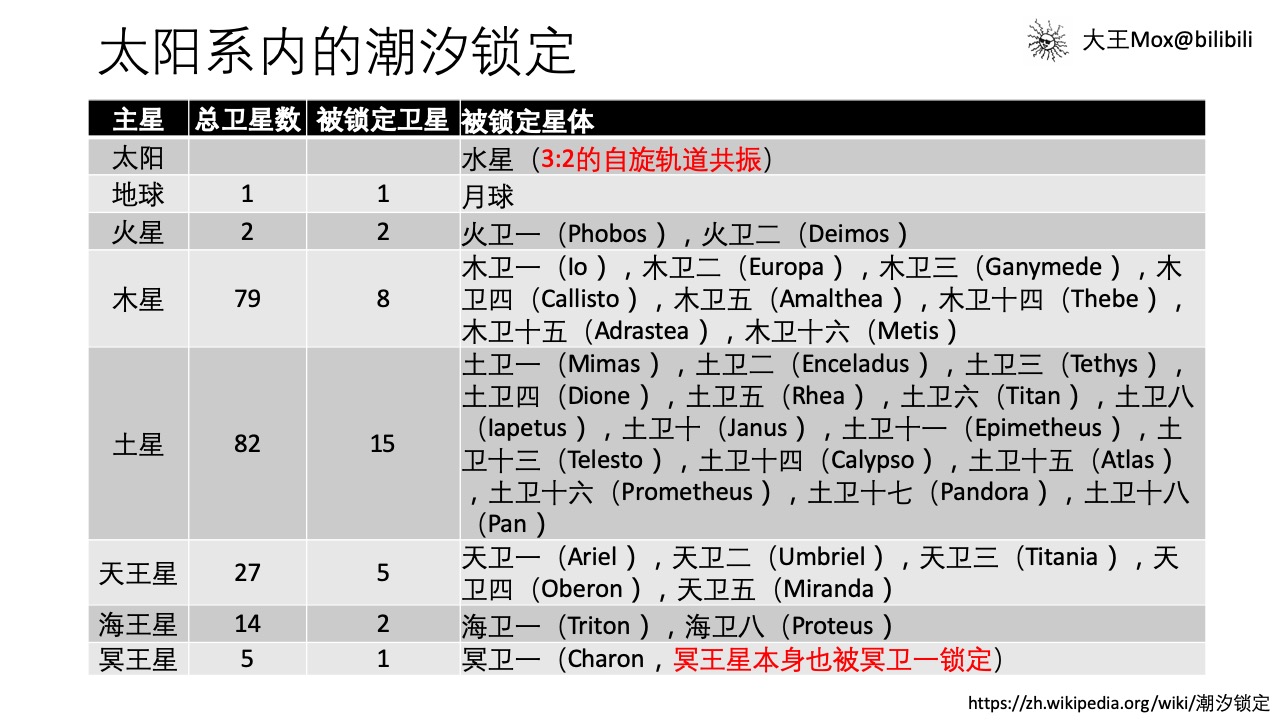 太阳系内的潮汐锁定
大王Mox@bilibili
主星 总卫星数 被锁定卫星 被锁定星体
太阳 水星（3:2的自旋轨道共振）
地球 1 1 月球
火星 2 2 火卫一（Phobos），火卫二（Deimos）
木星 79 8 木卫一（Io），木卫二（Europa），木卫三（Ganymede），木
卫四（Callisto），木卫五（Amalthea），木卫十四（Thebe），
木卫十五（Adrastea），木卫十六（Metis）
土星 82 15 土卫一（Mimas），土卫二（Enceladus），土卫三（Tethys），
土卫四（Dione），土卫五（Rhea），土卫六（Titan），土卫八
（Iapetus），土卫十（Janus），土卫十一（Epimetheus），土
卫十三（Telesto），土卫十四（Calypso），土卫十五（Atlas）
，土卫十六（Prometheus），土卫十七（Pandora），土卫十八
（Pan）
天王星 27 5 天卫一（Ariel），天卫二（Umbriel），天卫三（Titania），天
卫四（Oberon），天卫五（Miranda）
海王星 14 2 海卫一（Triton），海卫八（Proteus）
冥王星 5 1 冥卫一（Charon，冥王星本身也被冥卫一锁定）
https://zh.wikipedia.org/wiki/潮汐锁定